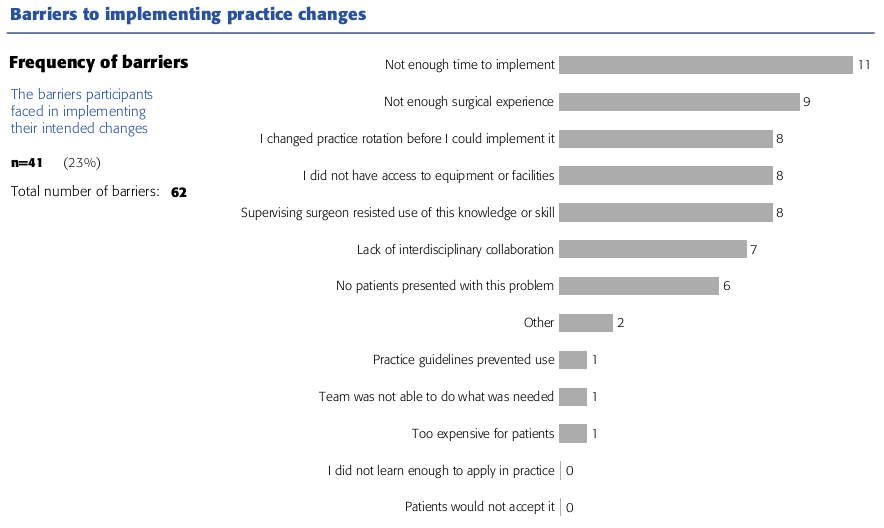 Barriers to implementing practice changes
Frequency of barriers
The barriers participants
faced in implementing
their intended changes
n=41 (23%)
Total number of barriers: 62
Not enough time to implement 11
Not enough surgical experience 9
I changed practice rotation before I could implement it 8
I did not have access to equipment or facilities 8
Supervising surgeon resisted use of this knowledge or skill 8
Lack of interdisciplinary collaboration 7
No patients presented with this problem 6
Other 2
Practice guidelines prevented use 1
Team was not able to do what was needed 1
Too expensive for patients 1
I did not learn enough to apply in practice 0
Patients would not accept it 0